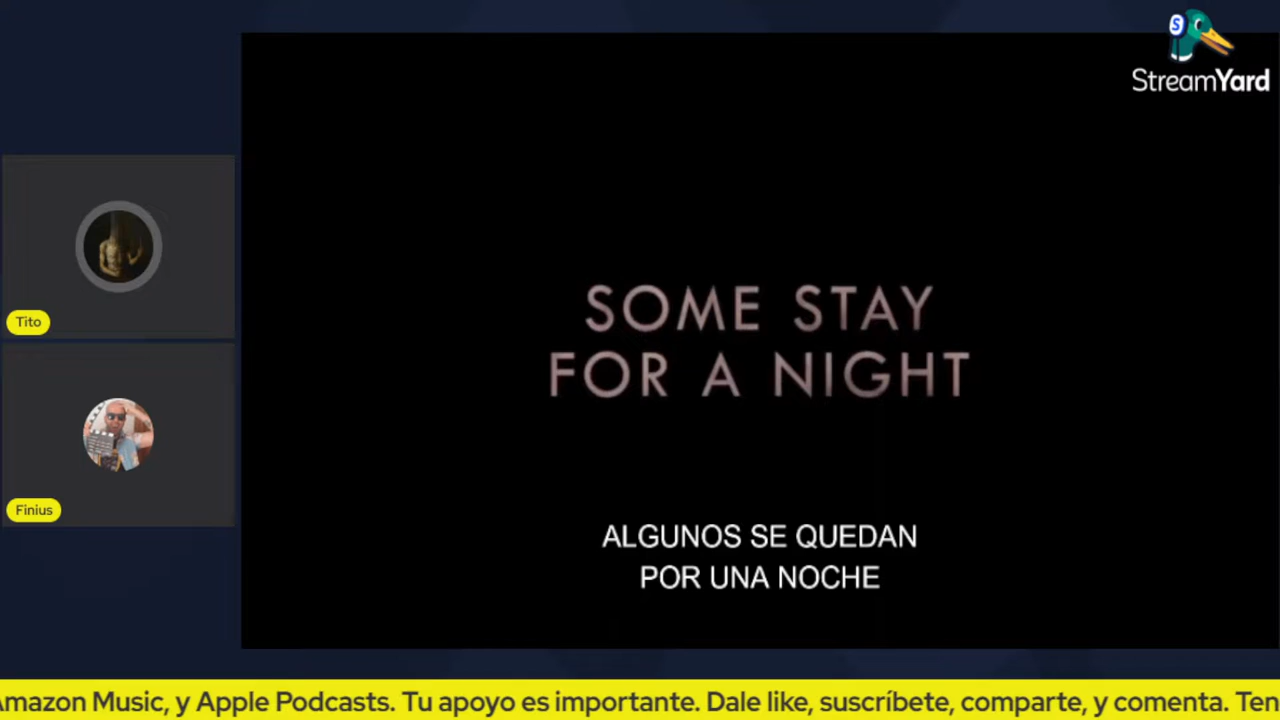 StreamYard
SOME STAY
FOR A NIGHT
Tito
Finius
ALGUNOS SE QUEDAN
POR UNA NOCHE
Amazon Music, y Apple Podcasts. Tu apoyo es importante. Dale like, suscríbete, comparte, y comenta. Ten